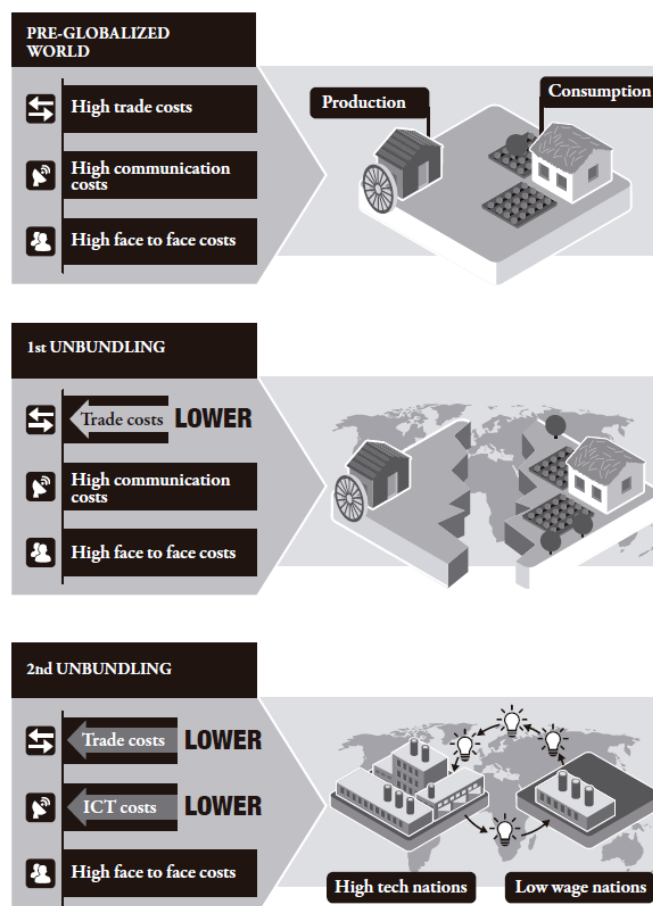 PRE-GLOBALIZED
WORLD
High trade costs
High communication
costs
High face to face costs
Production
Consumption
1st UNBUNDLING
Trade costs LOWER
High communication
costs
High face to face costs
2nd UNBUNDLING
Trade costs LOWER
ICT costs LOWER
High face to face costs
High tech nations
Low wage nations